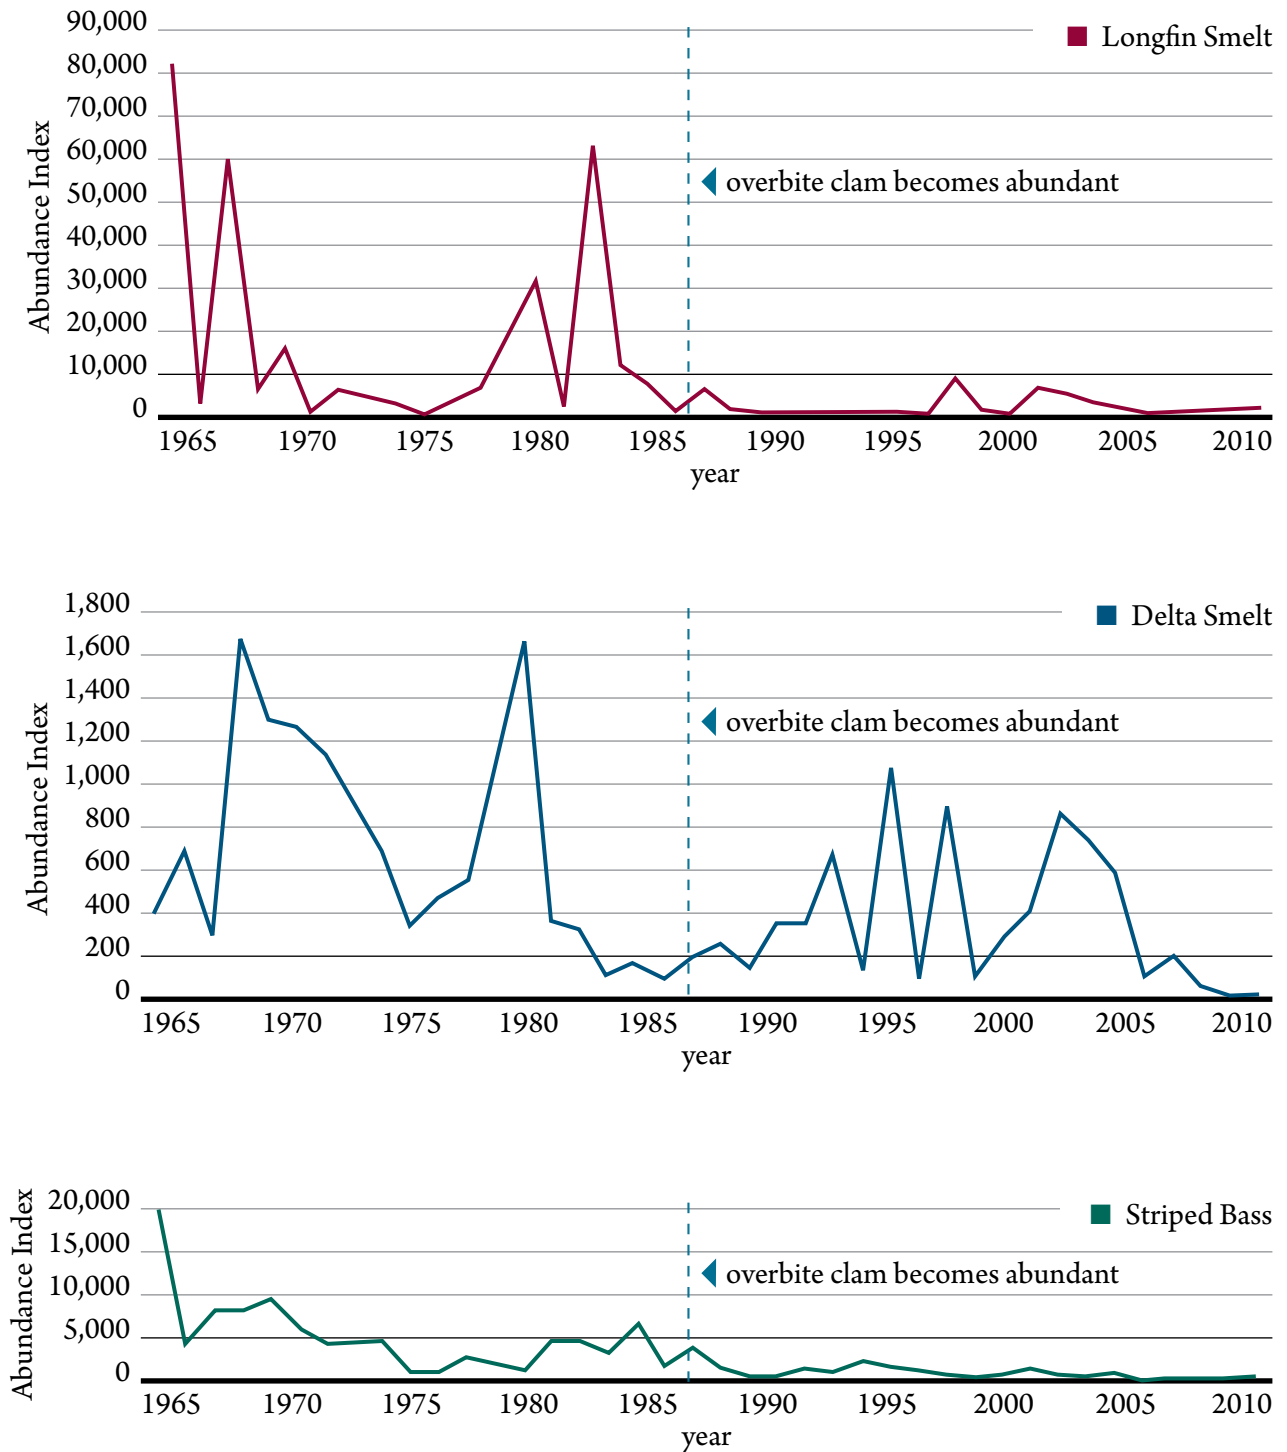 90,000
Longfin Smelt
80,000
70,000
60,000
overbite clam becomes abundant
50,000
40,000
30,000
20,000
10,000
0
Abundance Index
1965 1970 1975 1980 1985 1990 1995 2000 2005 2010
year
1,800
Delta Smelt
1,600
1,400
overbite clam becomes abundant
1,200
1,000
800
600
400
200
0
Abundance Index
1965 1970 1975 1980 1985 1990 1995 2000 2005 2010
year
20,000
Striped Bass
15,000
overbite clam becomes abundant
10,000
5,000
0
Abundance Index
1965 1970 1975 1980 1985 1990 1995 2000 2005 2010
year